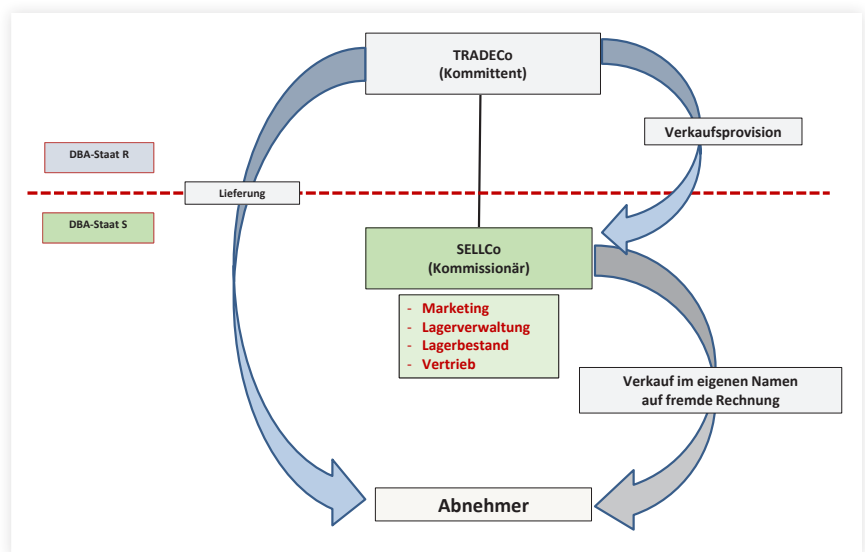 TRADECo
(Kommittent)
Verkaufsprovision
DBA-Staat R
Lieferung
DBA-Staat S
SELLCo
(Kommissionär)
- Marketing
- Lagerverwaltung
- Lagerbestand
- Vertrieb
Verkauf im eigenen Namen
auf fremde Rechnung
Abnehmer